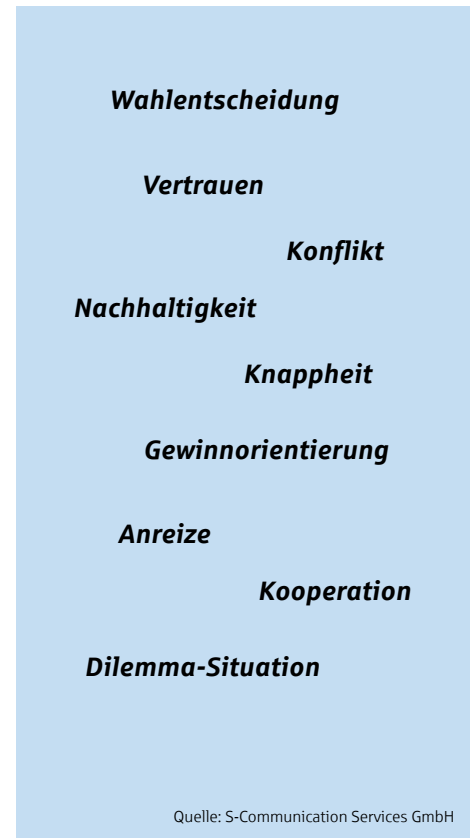 Wahlentscheidung
Vertrauen
Konflikt
Nachhaltigkeit
Knappheit
Gewinnorientierung
Anreize
Kooperation
Dilemma-Situation
Quelle: S-Communication Services GmbH